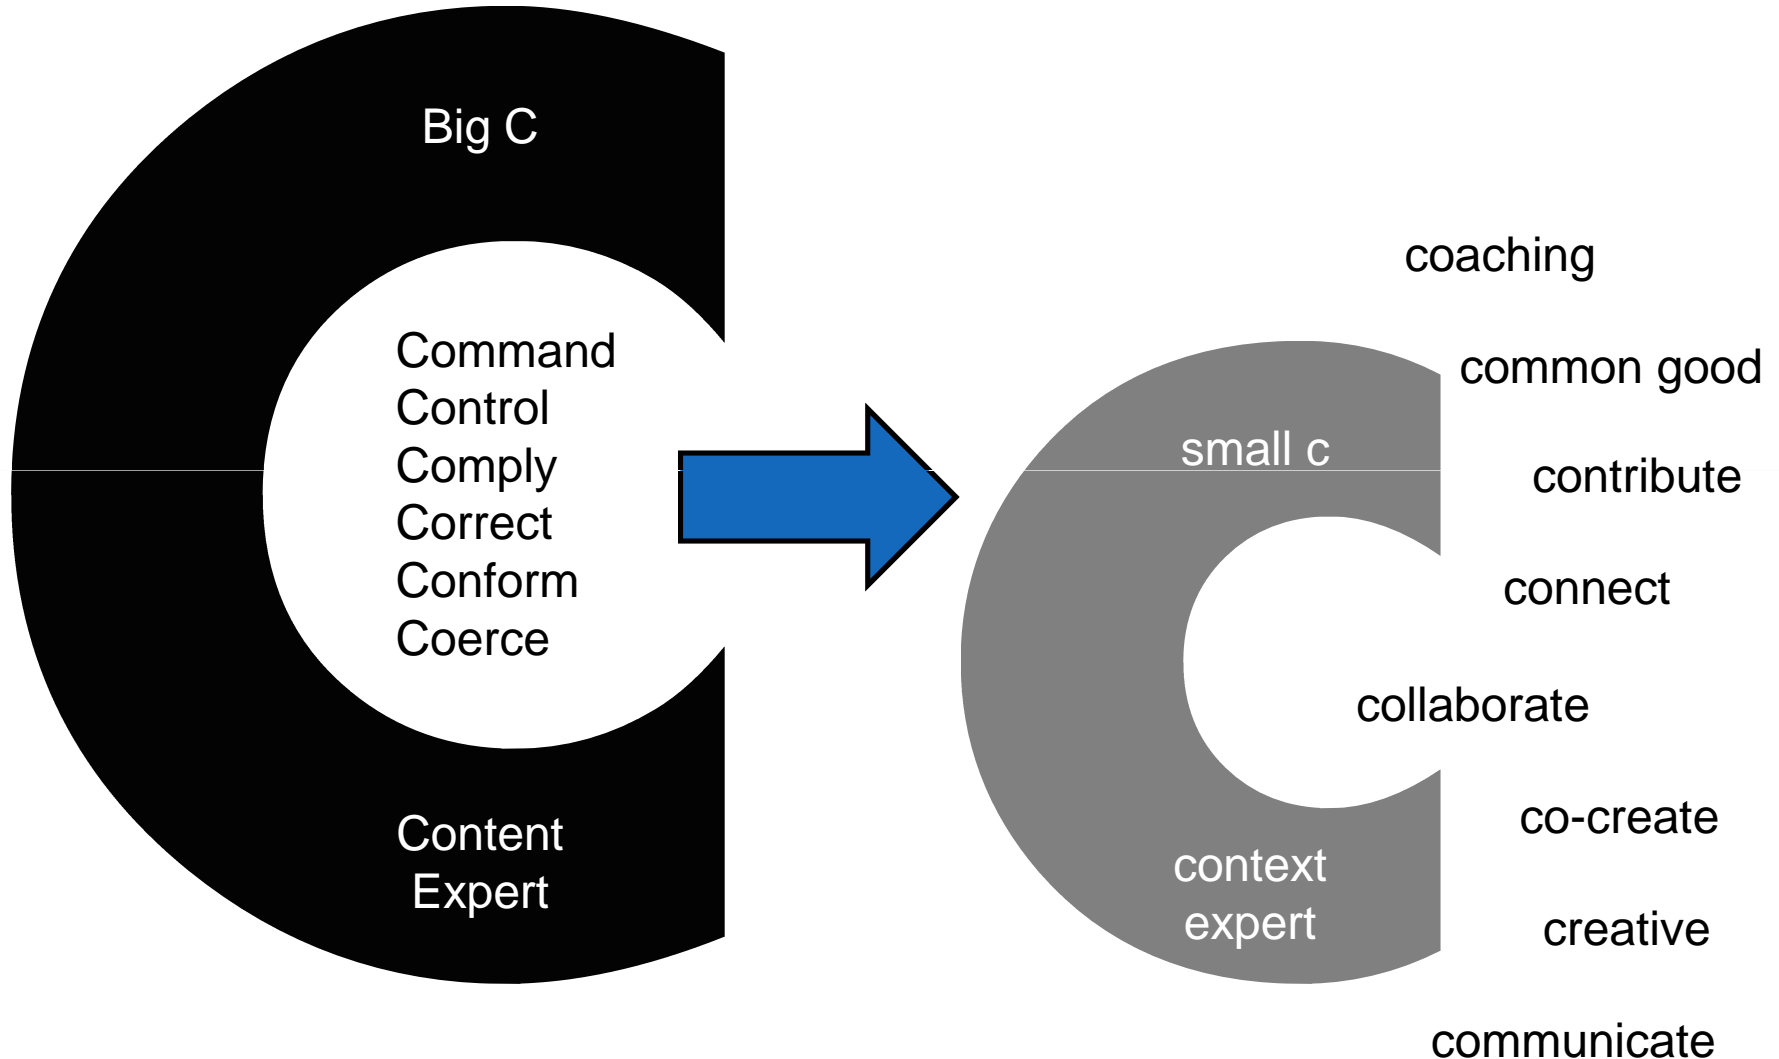 Big C
Command
Control
Comply
Correct
Conform
Coerce
Content
Expert
small c
context
expert
coaching
common good
contribute
connect
collaborate
co-create
creative
communicate